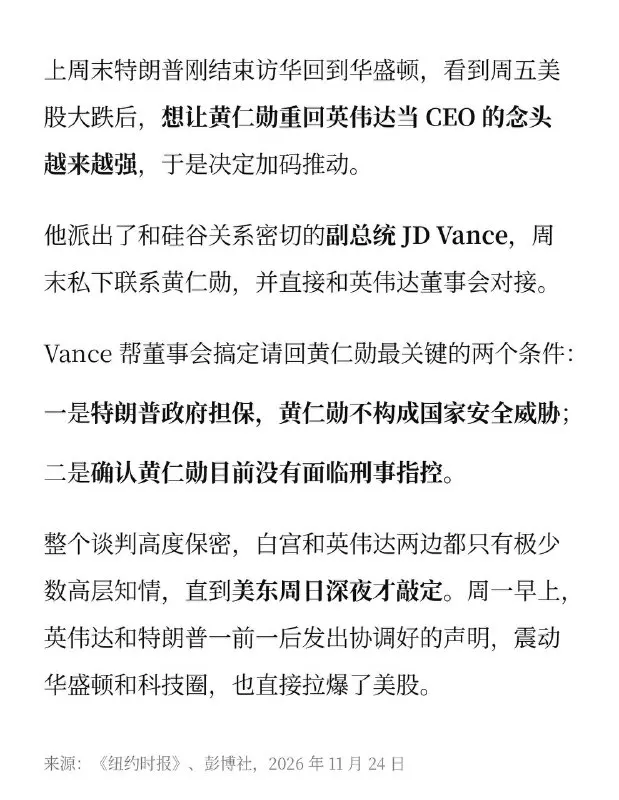 上周末特朗普刚结束访华回到华盛顿，看到周五美
股大跌后，想让黄仁勋重回英伟达当 CEO 的念头
越来越强，于是决定加码推动。
他派出了和硅谷关系密切的副总统 JD Vance，周
末私下联系黄仁勋，并直接和英伟达董事会对接。
Vance 帮董事会搞定请回黄仁勋最关键的两个条件：
一是特朗普政府担保，黄仁勋不构成国家安全威胁；
二是确认黄仁勋目前没有面临刑事指控。
整个谈判高度保密，白宫和英伟达两边都只有极少
数高层知情，直到美东周日深夜才敲定。周一早上，
英伟达和特朗普一前一后发出协调好的声明，震动
华盛顿和科技圈，也直接拉爆了美股。
来源：《纽约时报》、彭博社，2026 年 11 月 24 日